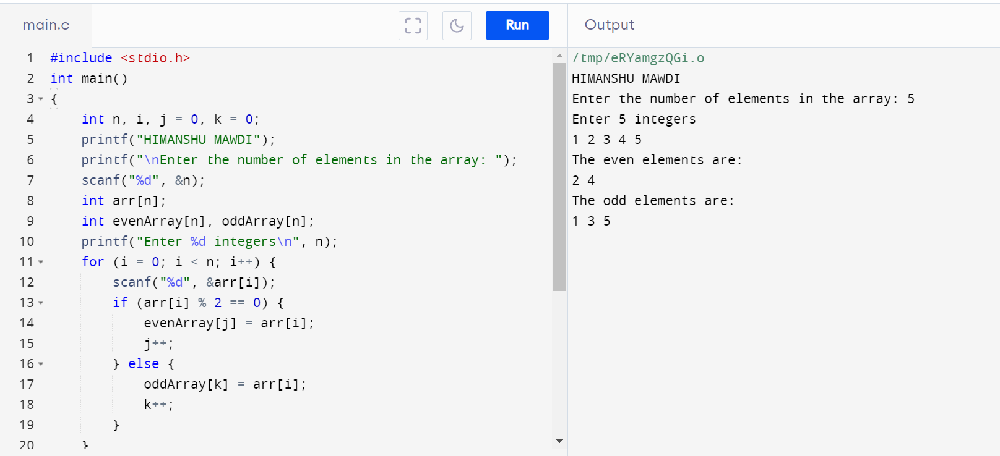 main.c
Run
Output
1 #include <stdio.h>
2 int main()
3 {
4     int n, i, j = 0, k = 0;
5     printf("HIMANSHU MAWDI");
6     printf("\nEnter the number of elements in the array: ");
7     scanf("%d", &n);
8     int arr[n];
9     int evenArray[n], oddArray[n];
10     printf("Enter %d integers\n", n);
11     for (i = 0; i < n; i++) {
12         scanf("%d", &arr[i]);
13         if (arr[i] % 2 == 0) {
14             evenArray[j] = arr[i];
15             j++;
16         } else {
17             oddArray[k] = arr[i];
18             k++;
19         }
20     }
/tmp/eRYamgzQGi.o
HIMANSHU MAWDI
Enter the number of elements in the array: 5
Enter 5 integers
1 2 3 4 5
The even elements are:
2 4
The odd elements are:
1 3 5